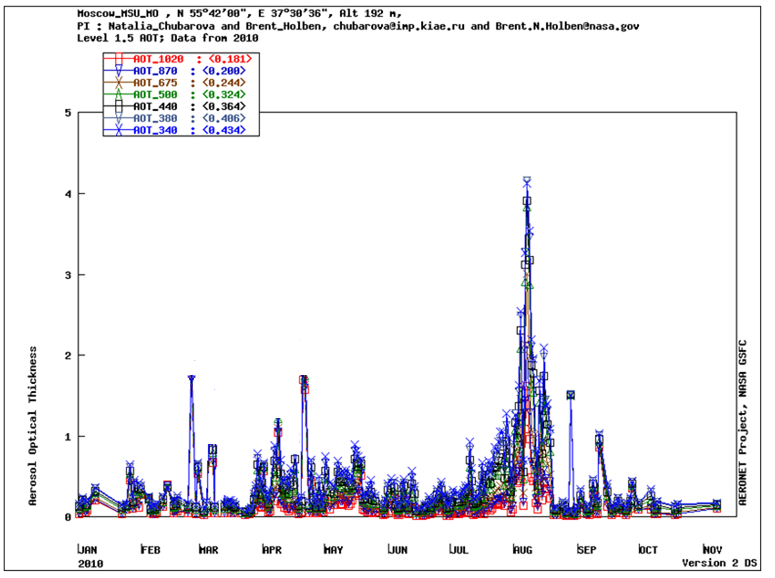 Moscow_MSU_MO , N 55°42'00", E 37°30'36", Alt 192 m,
PI : Natalia_Chubarova and Brent_Holben, chubarova@imp.kiae.ru and Brent.N.Holben@nasa.gov
Level 1.5 AOT; Data from 2010
AOT_1020 : <0.181>
AOT_870 : <0.200>
AOT_675 : <0.244>
AOT_500 : <0.324>
AOT_440 : <0.364>
AOT_380 : <0.406>
AOT_340 : <0.434>
5
4
3
2
1
0
Aerosol Optical Thickness
AERONET Project, NASA GSFC
JAN FEB MAR APR MAY JUN JUL AUG SEP OCT NOV
2010
Version 2 DS